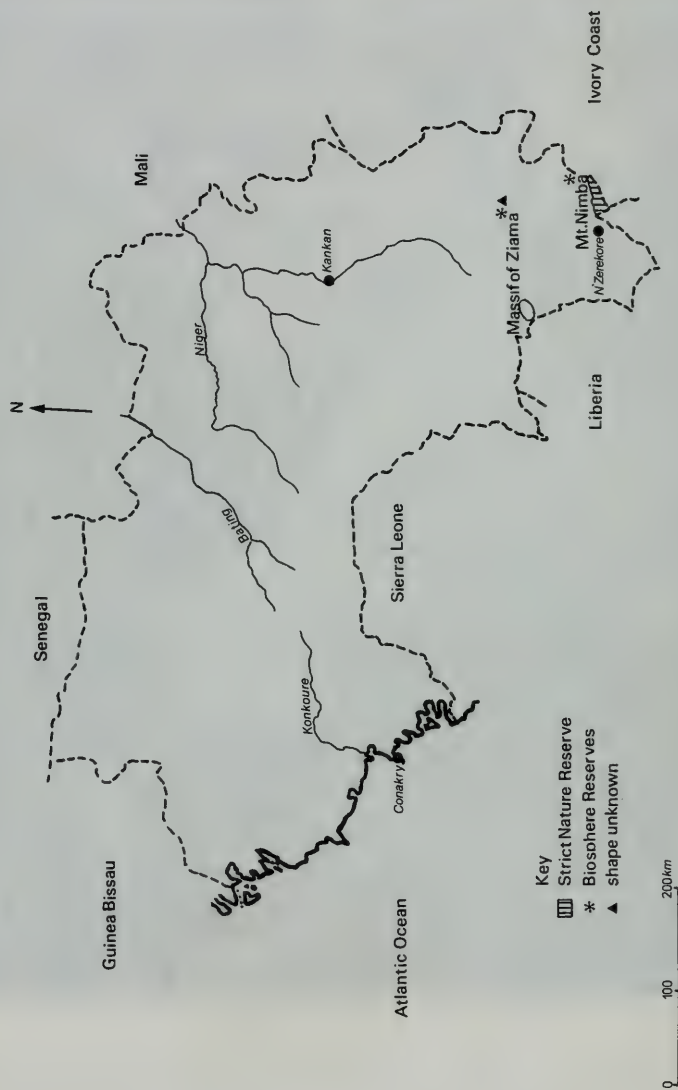 N
Senegal
Mali
Guinea Bissau
Niger
Bafing
Kankan
Konkoure
Conakry
Sierra Leone
Atlantic Ocean
Massif of Ziama
*▲
Ivory Coast
*
Mt.Nimba
N'Zerekore
Liberia
Key
Strict Nature Reserve
* Biosphere Reserves
▲ shape unknown
0 100 200km